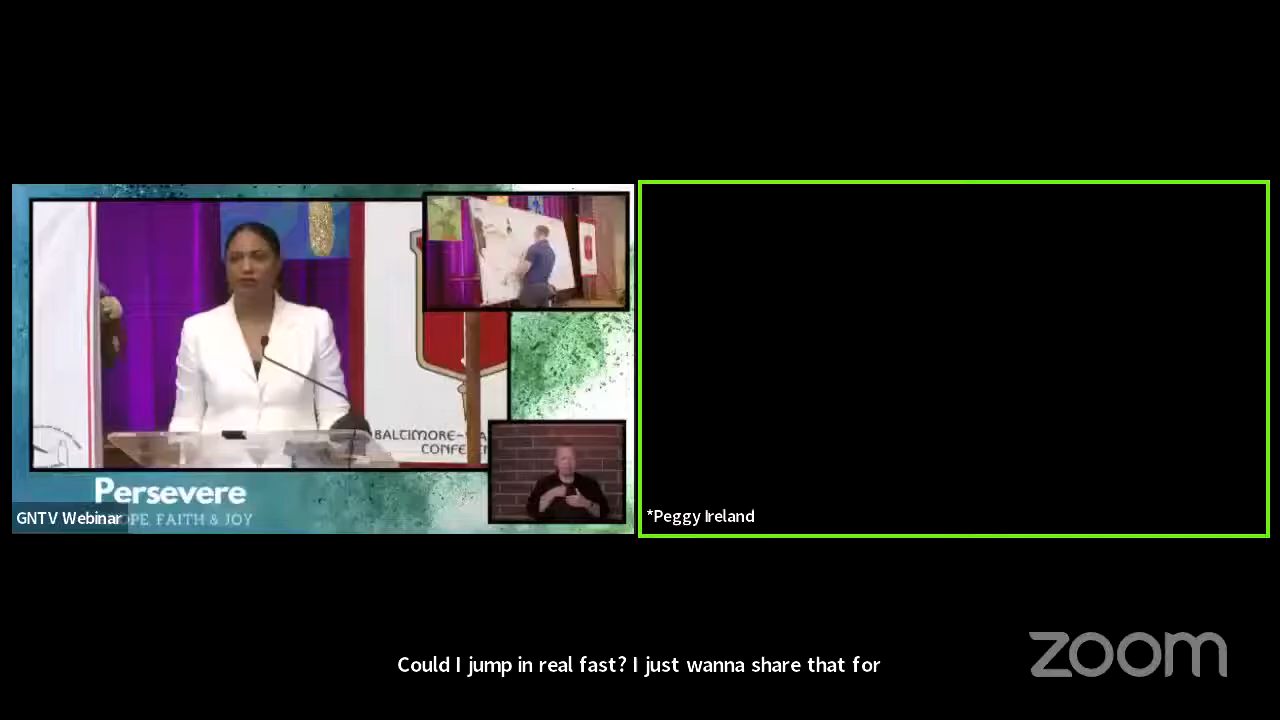 BALTIMORE-
CONFE
Persevere
GNTV Webinar
OPE, FAITH & JOY
*Peggy Ireland
Could I jump in real fast? I just wanna share that for
zoom